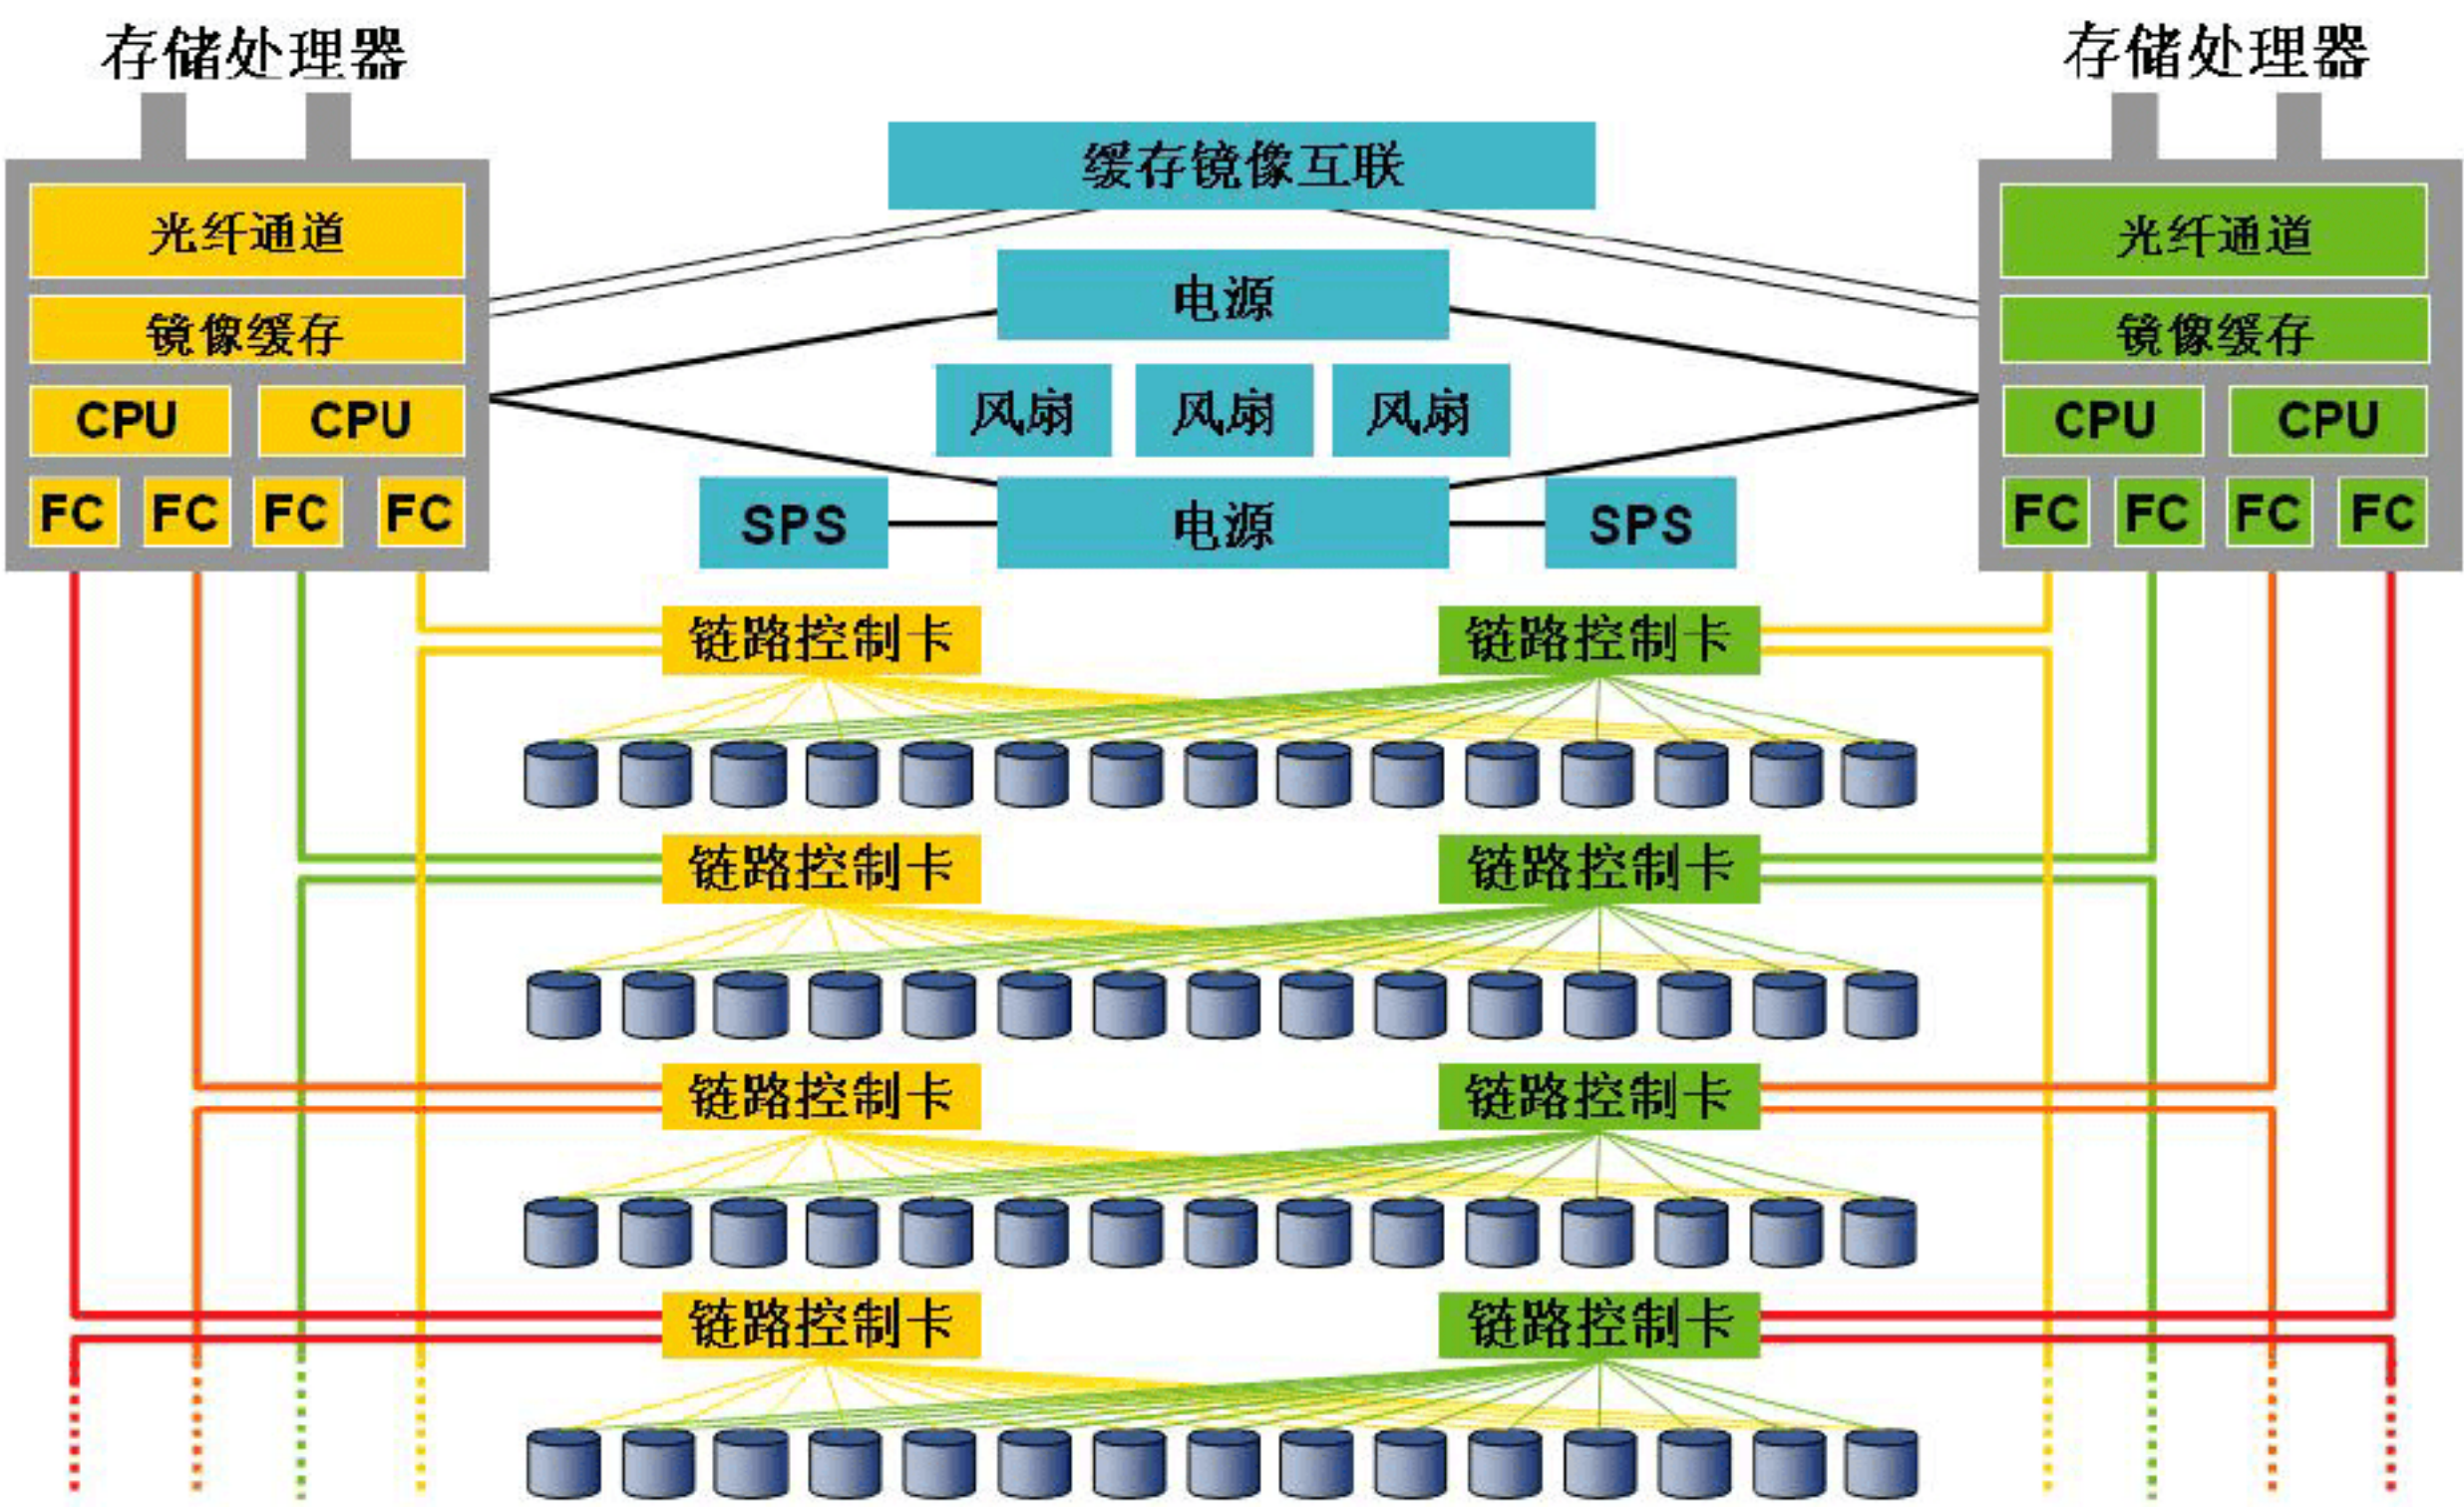 存储处理器
存储处理器
缓存镜像互联
光纤通道
光纤通道
电源
镜像缓存
镜像缓存
CPU CPU
风扇 风扇 风扇
CPU CPU
FC FC FC FC
SPS 电源 SPS
FC FC FC FC
链路控制卡 链路控制卡
链路控制卡 链路控制卡
链路控制卡 链路控制卡
链路控制卡 链路控制卡